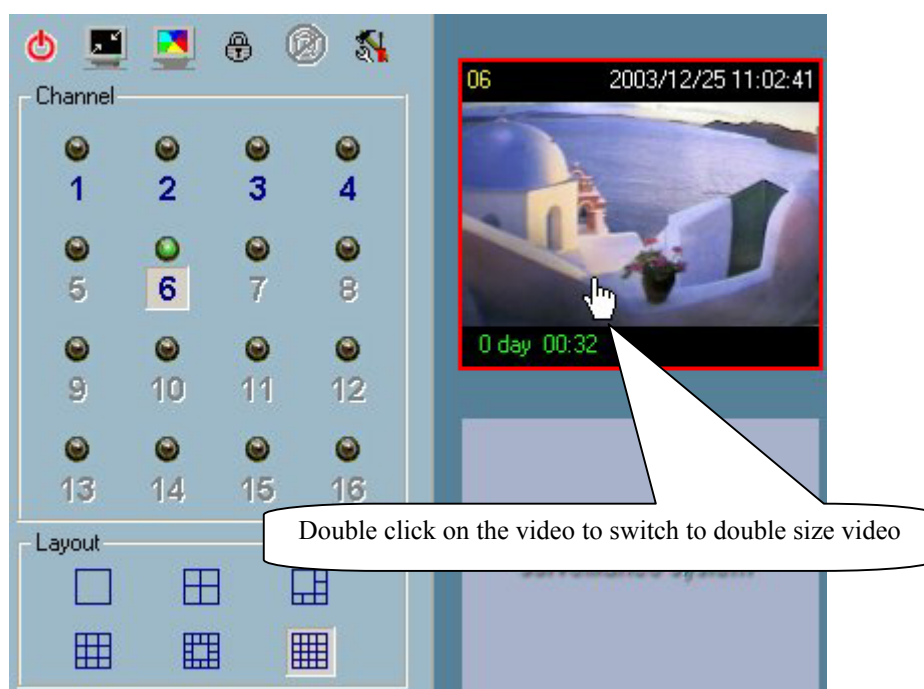 Channel
1 2 3 4
5 6 7 8
9 10 11 12
13 14 15 16
Layout
06 2003/12/25 11:02:41
0 day 00:32
Double click on the video to switch to double size video